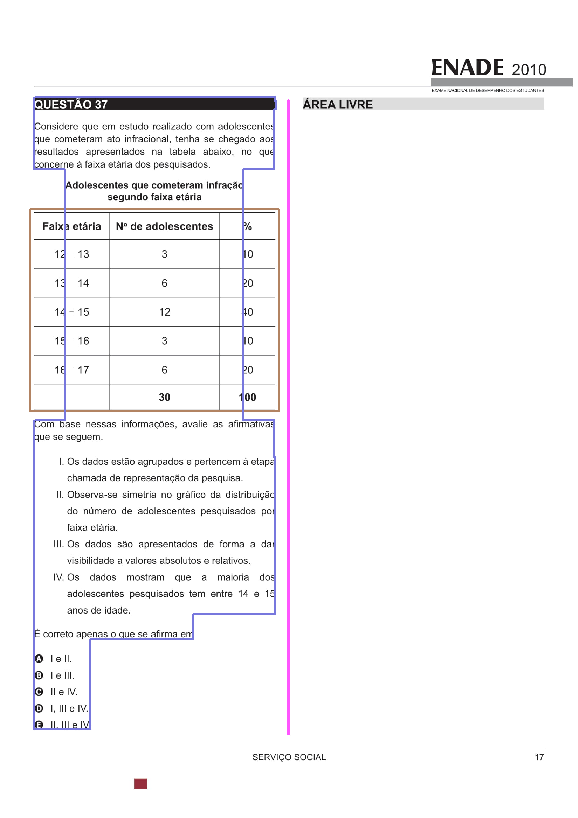 ENADE 2010
EXAME NACIONAL DE DESEMPENHO DOS ESTUDANTES
QUESTÃO 37
Considere que em estudo realizado com adolescentes
que cometeram ato infracional, tenha se chegado aos
resultados apresentados na tabela abaixo, no que
concerne à faixa etária dos pesquisados.
Adolescentes que cometeram infração
segundo faixa etária
Faixa etária Nº de adolescentes %
12 13 3 10
13 14 6 20
14 – 15 12 40
15 16 3 10
16 17 6 20
30 100
Com base nessas informações, avalie as afirmativas
que se seguem.
I. Os dados estão agrupados e pertencem à etapa
chamada de representação da pesquisa.
II. Observa-se simetria no gráfico da distribuição
do número de adolescentes pesquisados por
faixa etária.
III. Os dados são apresentados de forma a dar
visibilidade a valores absolutos e relativos.
IV. Os dados mostram que a maioria dos
adolescentes pesquisados tem entre 14 e 15
anos de idade.
É correto apenas o que se afirma em
A I e II.
B I e III.
C II e IV.
D I, III e IV.
E II, III e IV
ÁREA LIVRE
SERVIÇO SOCIAL
17